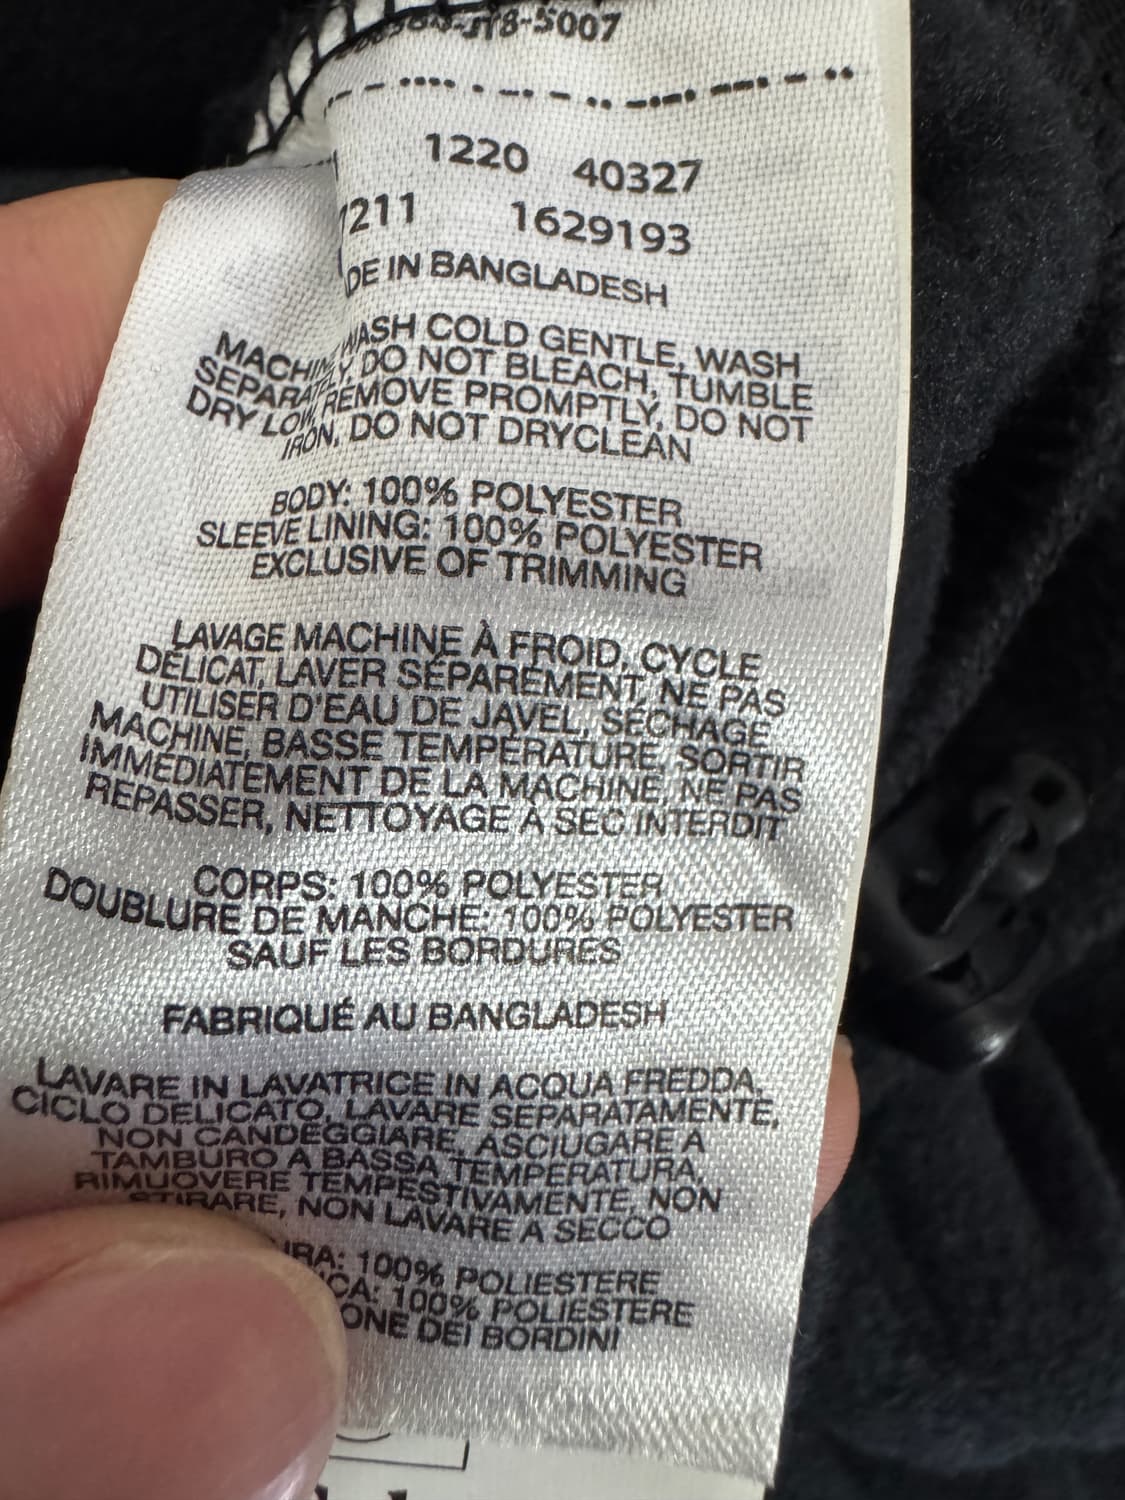 -5007
1220 40327
7211 1629193
DE IN BANGLADESH
MACHIN WASH COLD GENTLE, WASH
SEPARATELY, DO NOT BLEACH, TUMBLE
DRY LOW, REMOVE PROMPTLY, DO NOT
IRON, DO NOT DRYCLEAN
BODY: 100% POLYESTER
SLEEVE LINING: 100% POLYESTER
EXCLUSIVE OF TRIMMING
LAVAGE MACHINE À FROID, CYCLE
DÉLICAT, LAVER SÉPARÉMENT, NE PAS
UTILISER D'EAU DE JAVEL, SÉCHAGE
MACHINE, BASSE TEMPÉRATURE, SORTIR
IMMÉDIATEMENT DE LA MACHINE, NE PAS
REPASSER, NETTOYAGE À SEC INTERDIT
CORPS: 100% POLYESTER
DOUBLURE DE MANCHE: 100% POLYESTER
SAUF LES BORDURES
FABRIQUÉ AU BANGLADESH
LAVARE IN LAVATRICE IN ACQUA FREDDA,
CICLO DELICATO, LAVARE SEPARATAMENTE,
NON CANDEGGIARE, ASCIUGARE A
TAMBURO A BASSA TEMPERATURA,
RIMUOVERE TEMPESTIVAMENTE, NON
STIRARE, NON LAVARE A SECCO
URA: 100% POLIESTERE
CA: 100% POLIESTERE
ONE DEI BORDINI